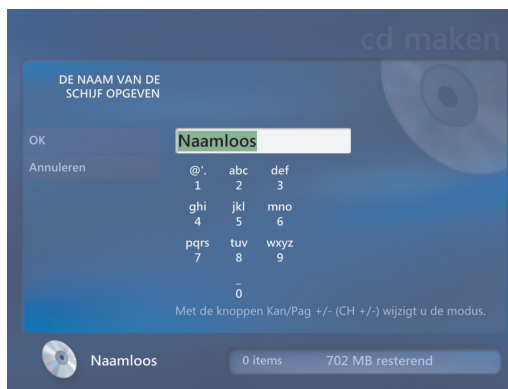 cd maken
DE NAAM VAN DE
SCHIJF OPGEVEN
OK
Annuleren
Naamloos
@'. abc def
1 2 3
ghi jkl mno
4 5 6
pqrs tuv wxyz
7 8 9
_
0
Met de knoppen Kan/Pag +/- (CH +/-) wijzigt u de modus.
Naamloos 0 items 702 MB resterend